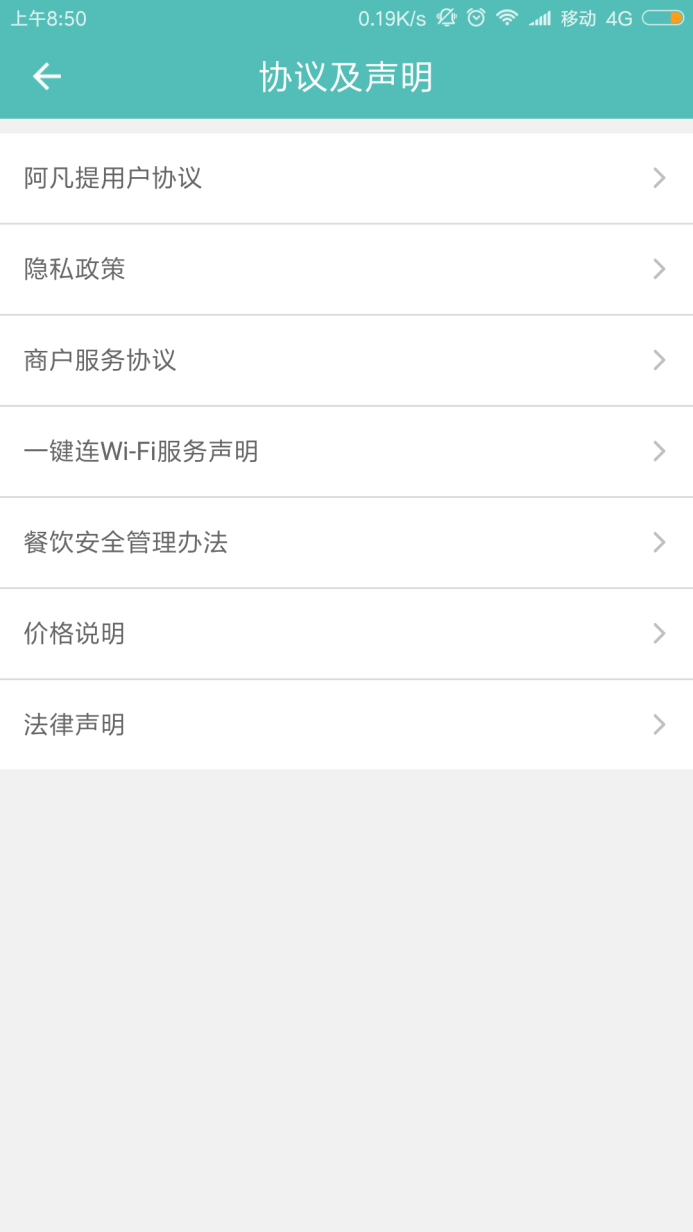 上午8:50 0.19K/s 移动 4G
协议及声明
阿凡提用户协议
隐私政策
商户服务协议
一键连Wi-Fi服务声明
餐饮安全管理办法
价格说明
法律声明